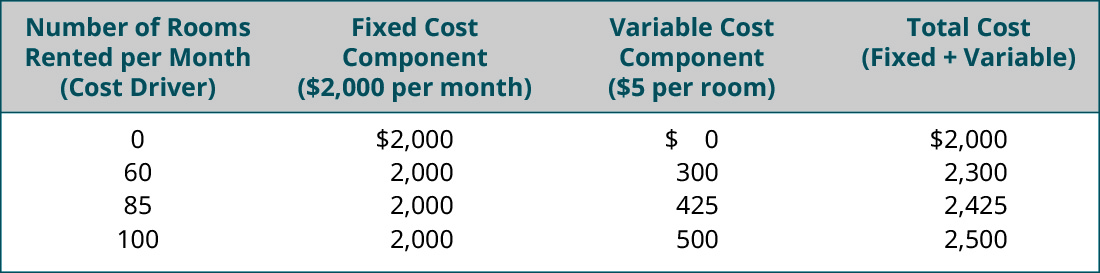 Number of Rooms Fixed Cost Variable Cost Total Cost
Rented per Month Component Component (Fixed + Variable)
(Cost Driver) ($2,000 per month) ($5 per room)
0 $2,000 $ 0 $2,000
60 2,000 300 2,300
85 2,000 425 2,425
100 2,000 500 2,500